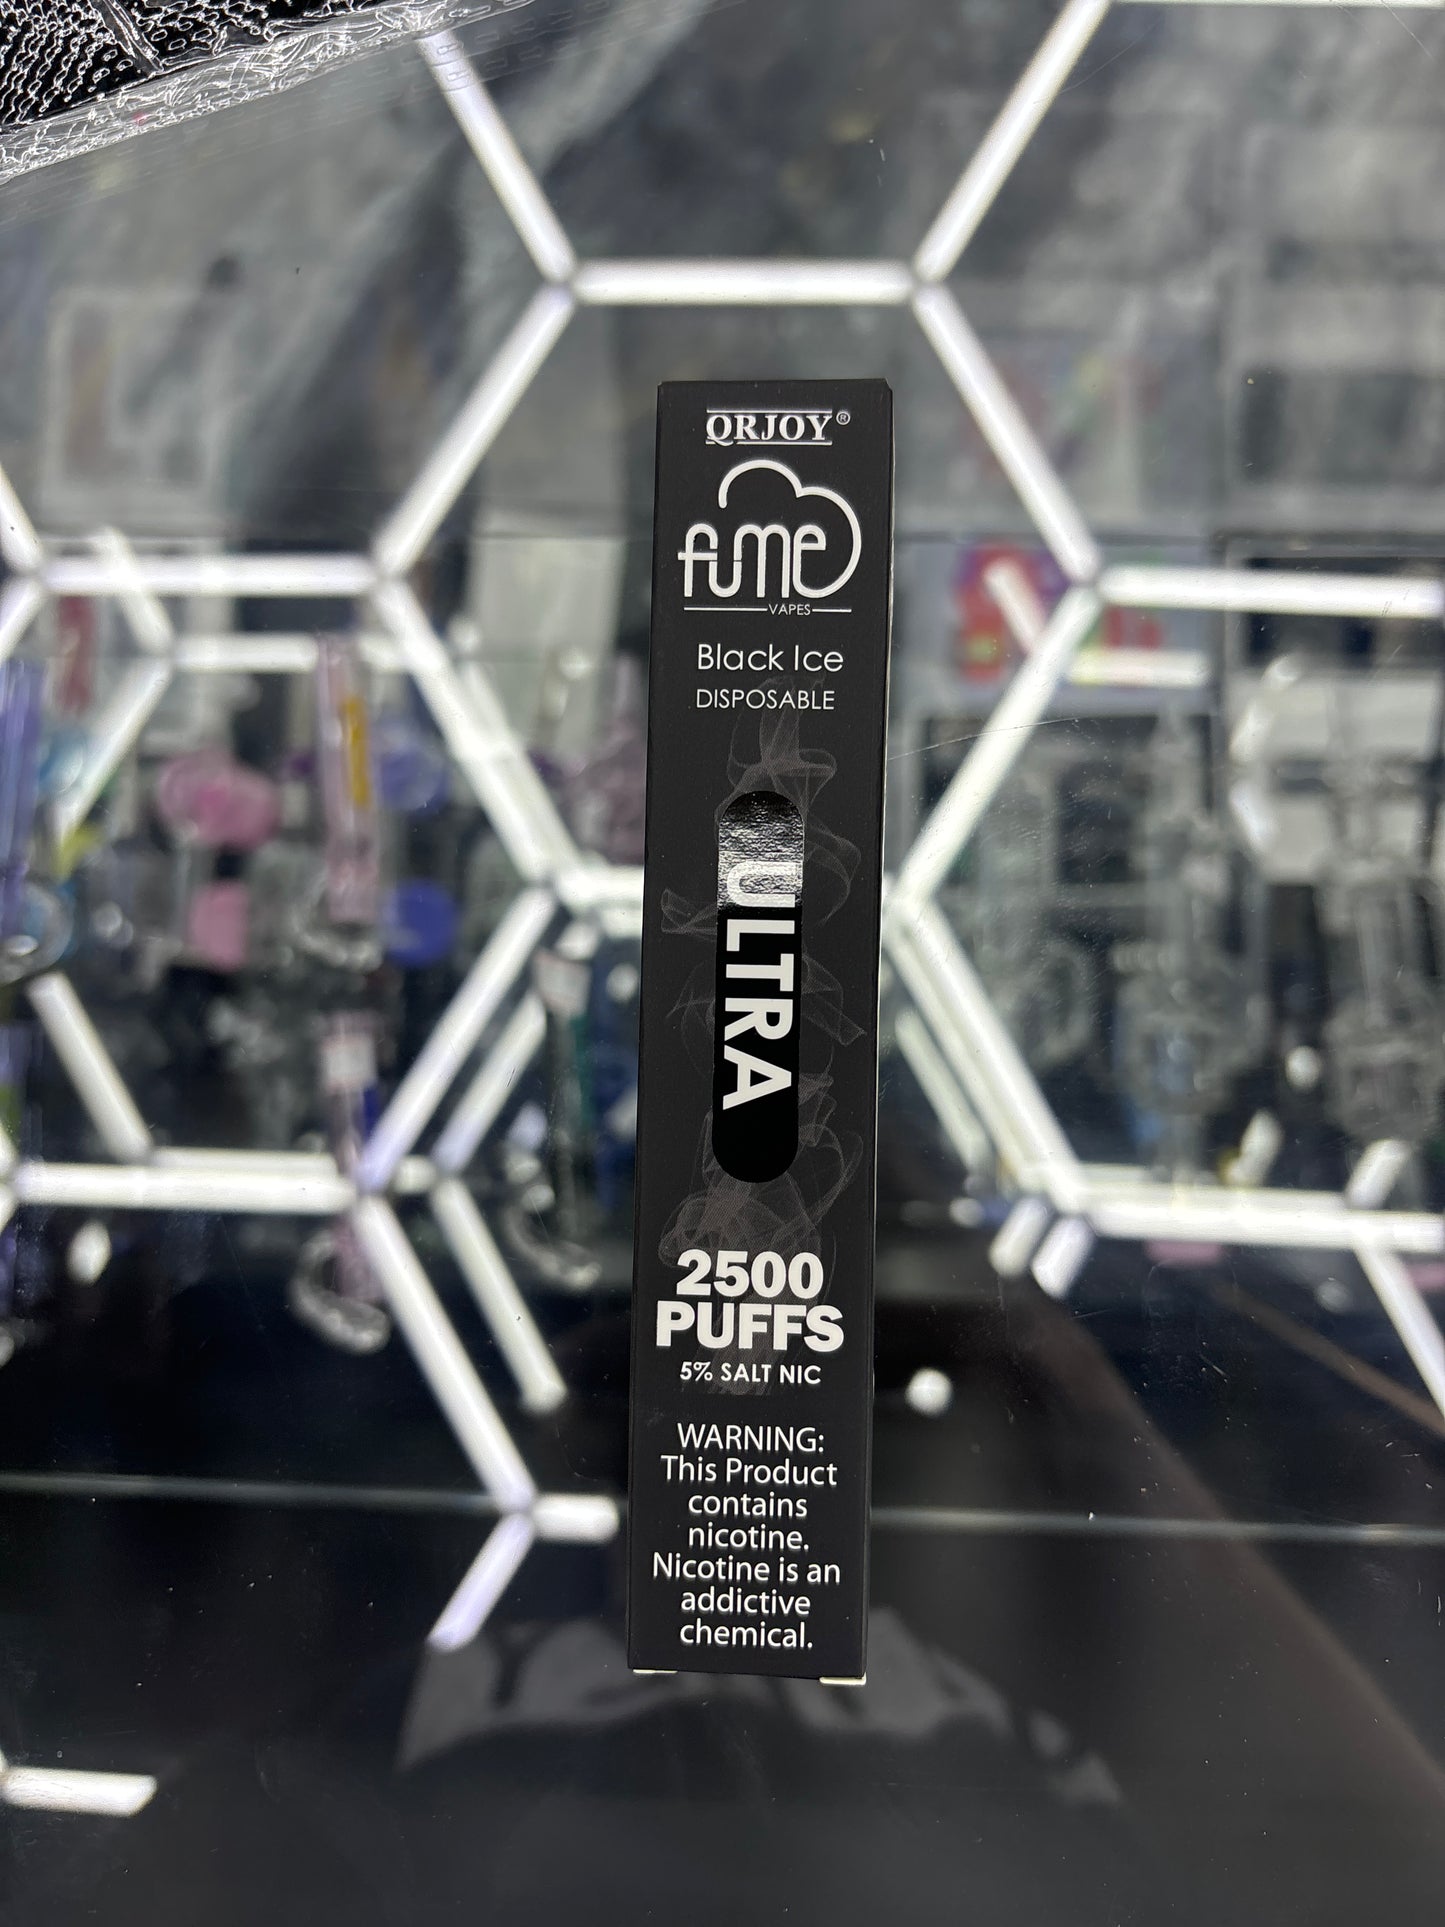 QRJOY®
fume
VAPES
Black Ice
DISPOSABLE
ULTRA
2500
PUFFS
5% SALT NIC
WARNING:
This Product
contains
nicotine.
Nicotine is an
addictive
chemical.